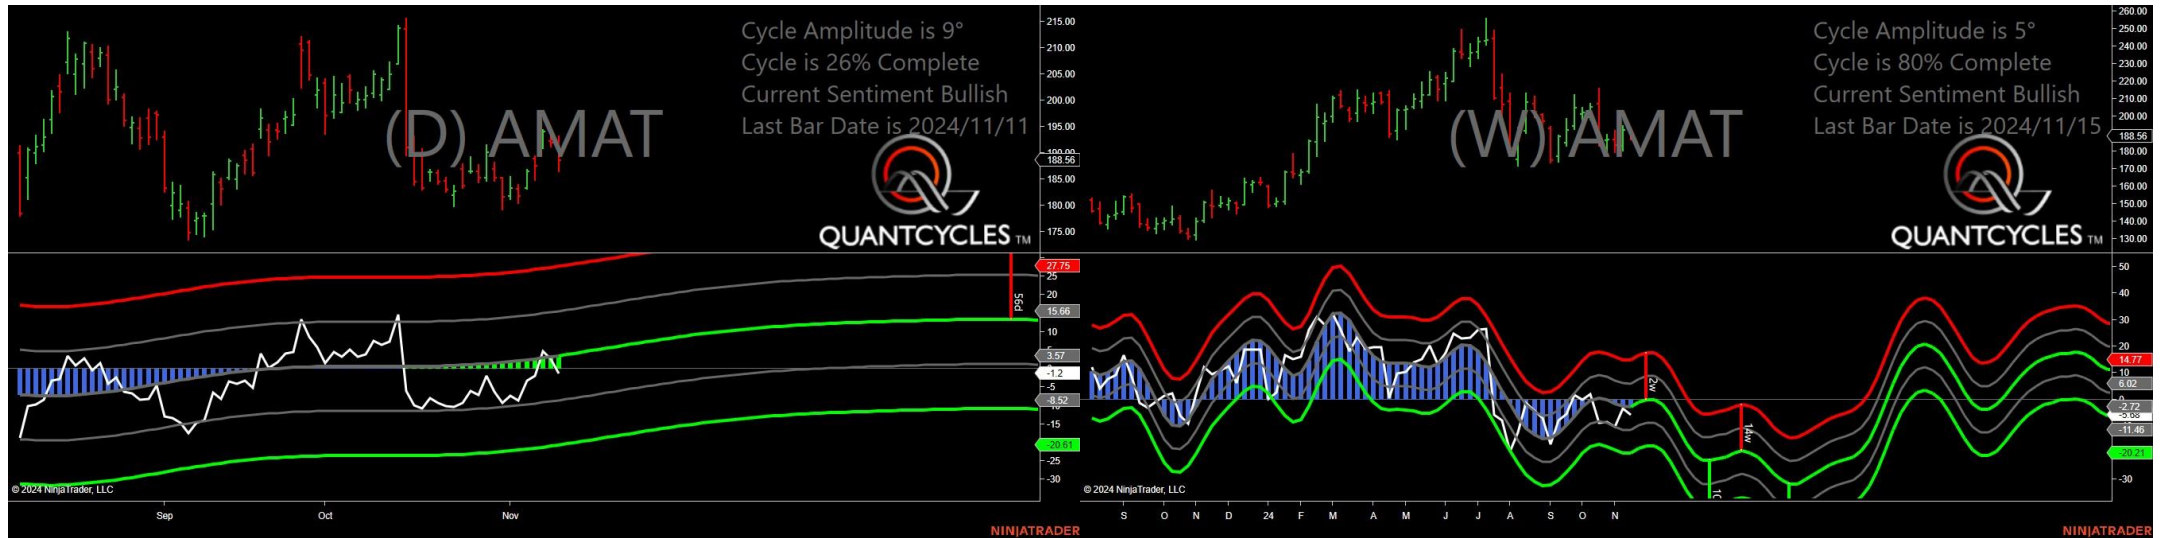 Cycle Amplitude is 9°
Cycle is 26% Complete
Current Sentiment Bullish
Last Bar Date is 2024/11/11
(D) AMAT
QUANTCYCLES TM
215.00
210.00
205.00
200.00
195.00
190.00
188.56
185.00
180.00
175.00
27.75
25
20
15.66
10
5
3.57
-1.2
-5
-8.52
-15
-20.61
-25
-30
56d
© 2024 NinjaTrader, LLC
Sep Oct Nov
NINJATRADER
Cycle Amplitude is 5°
Cycle is 80% Complete
Current Sentiment Bullish
Last Bar Date is 2024/11/15
(W) AMAT
QUANTCYCLES TM
260.00
250.00
240.00
230.00
220.00
210.00
200.00
188.56
180.00
170.00
160.00
150.00
140.00
130.00
50
40
30
20
14.77
10
6.02
-2.72
-11.46
-20.21
-30
2w
14w
© 2024 NinjaTrader, LLC
S O N D 24 F M A M J J A S O N
NINJATRADER